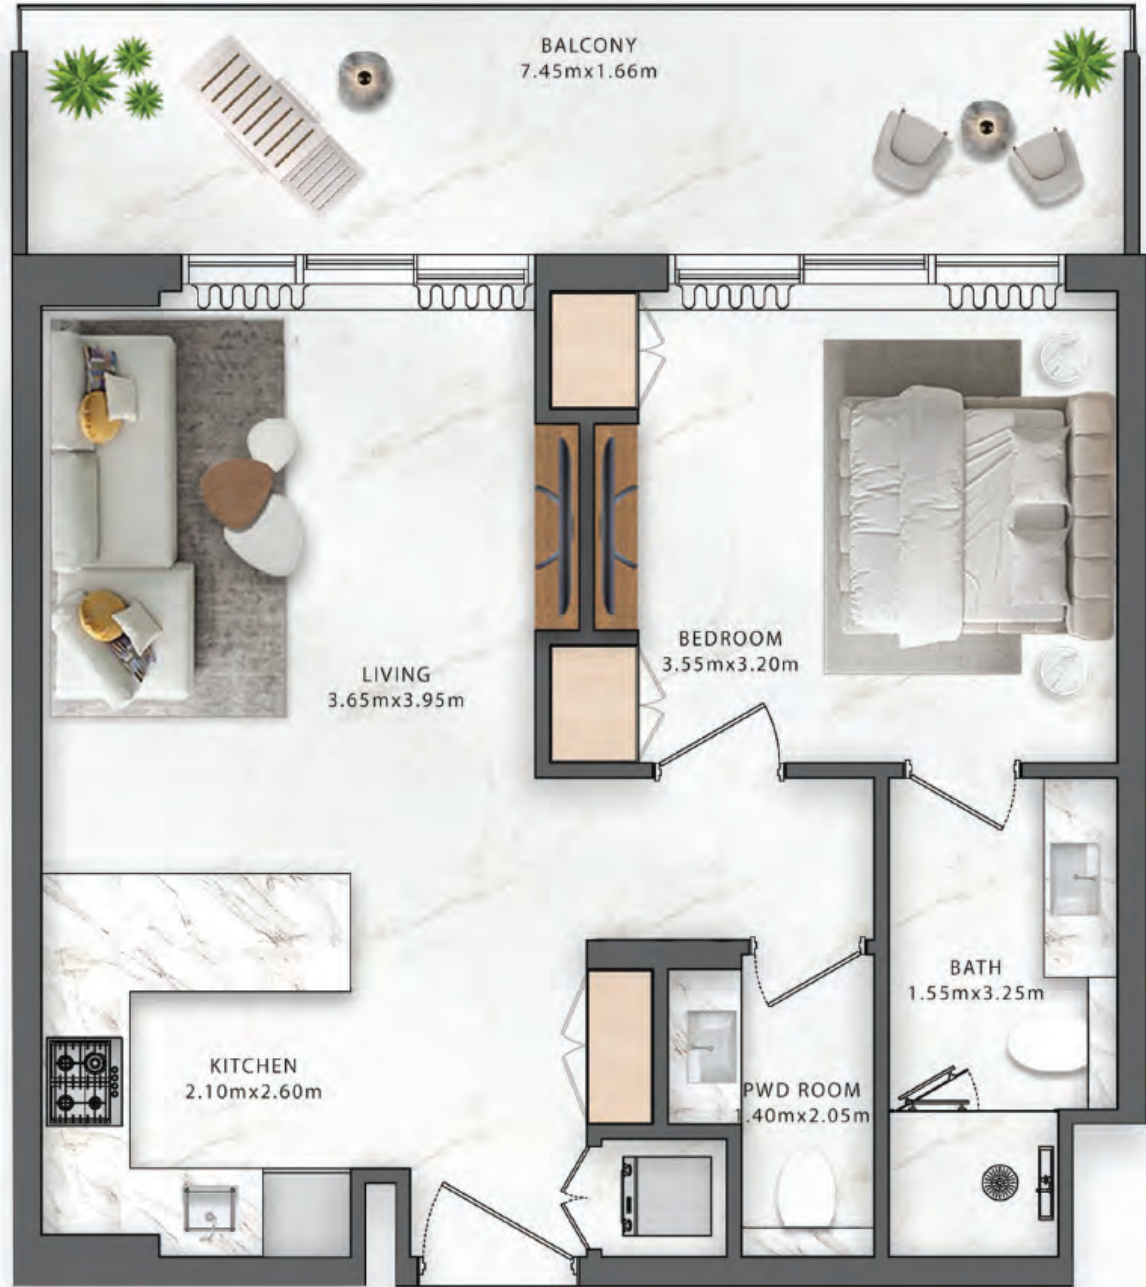 BALCONY
7.45mx1.66m
BEDROOM
3.55mx3.20m
LIVING
3.65mx3.95m
BATH
1.55mx3.25m
KITCHEN
2.10mx2.60m
PWD ROOM
1.40mx2.05m